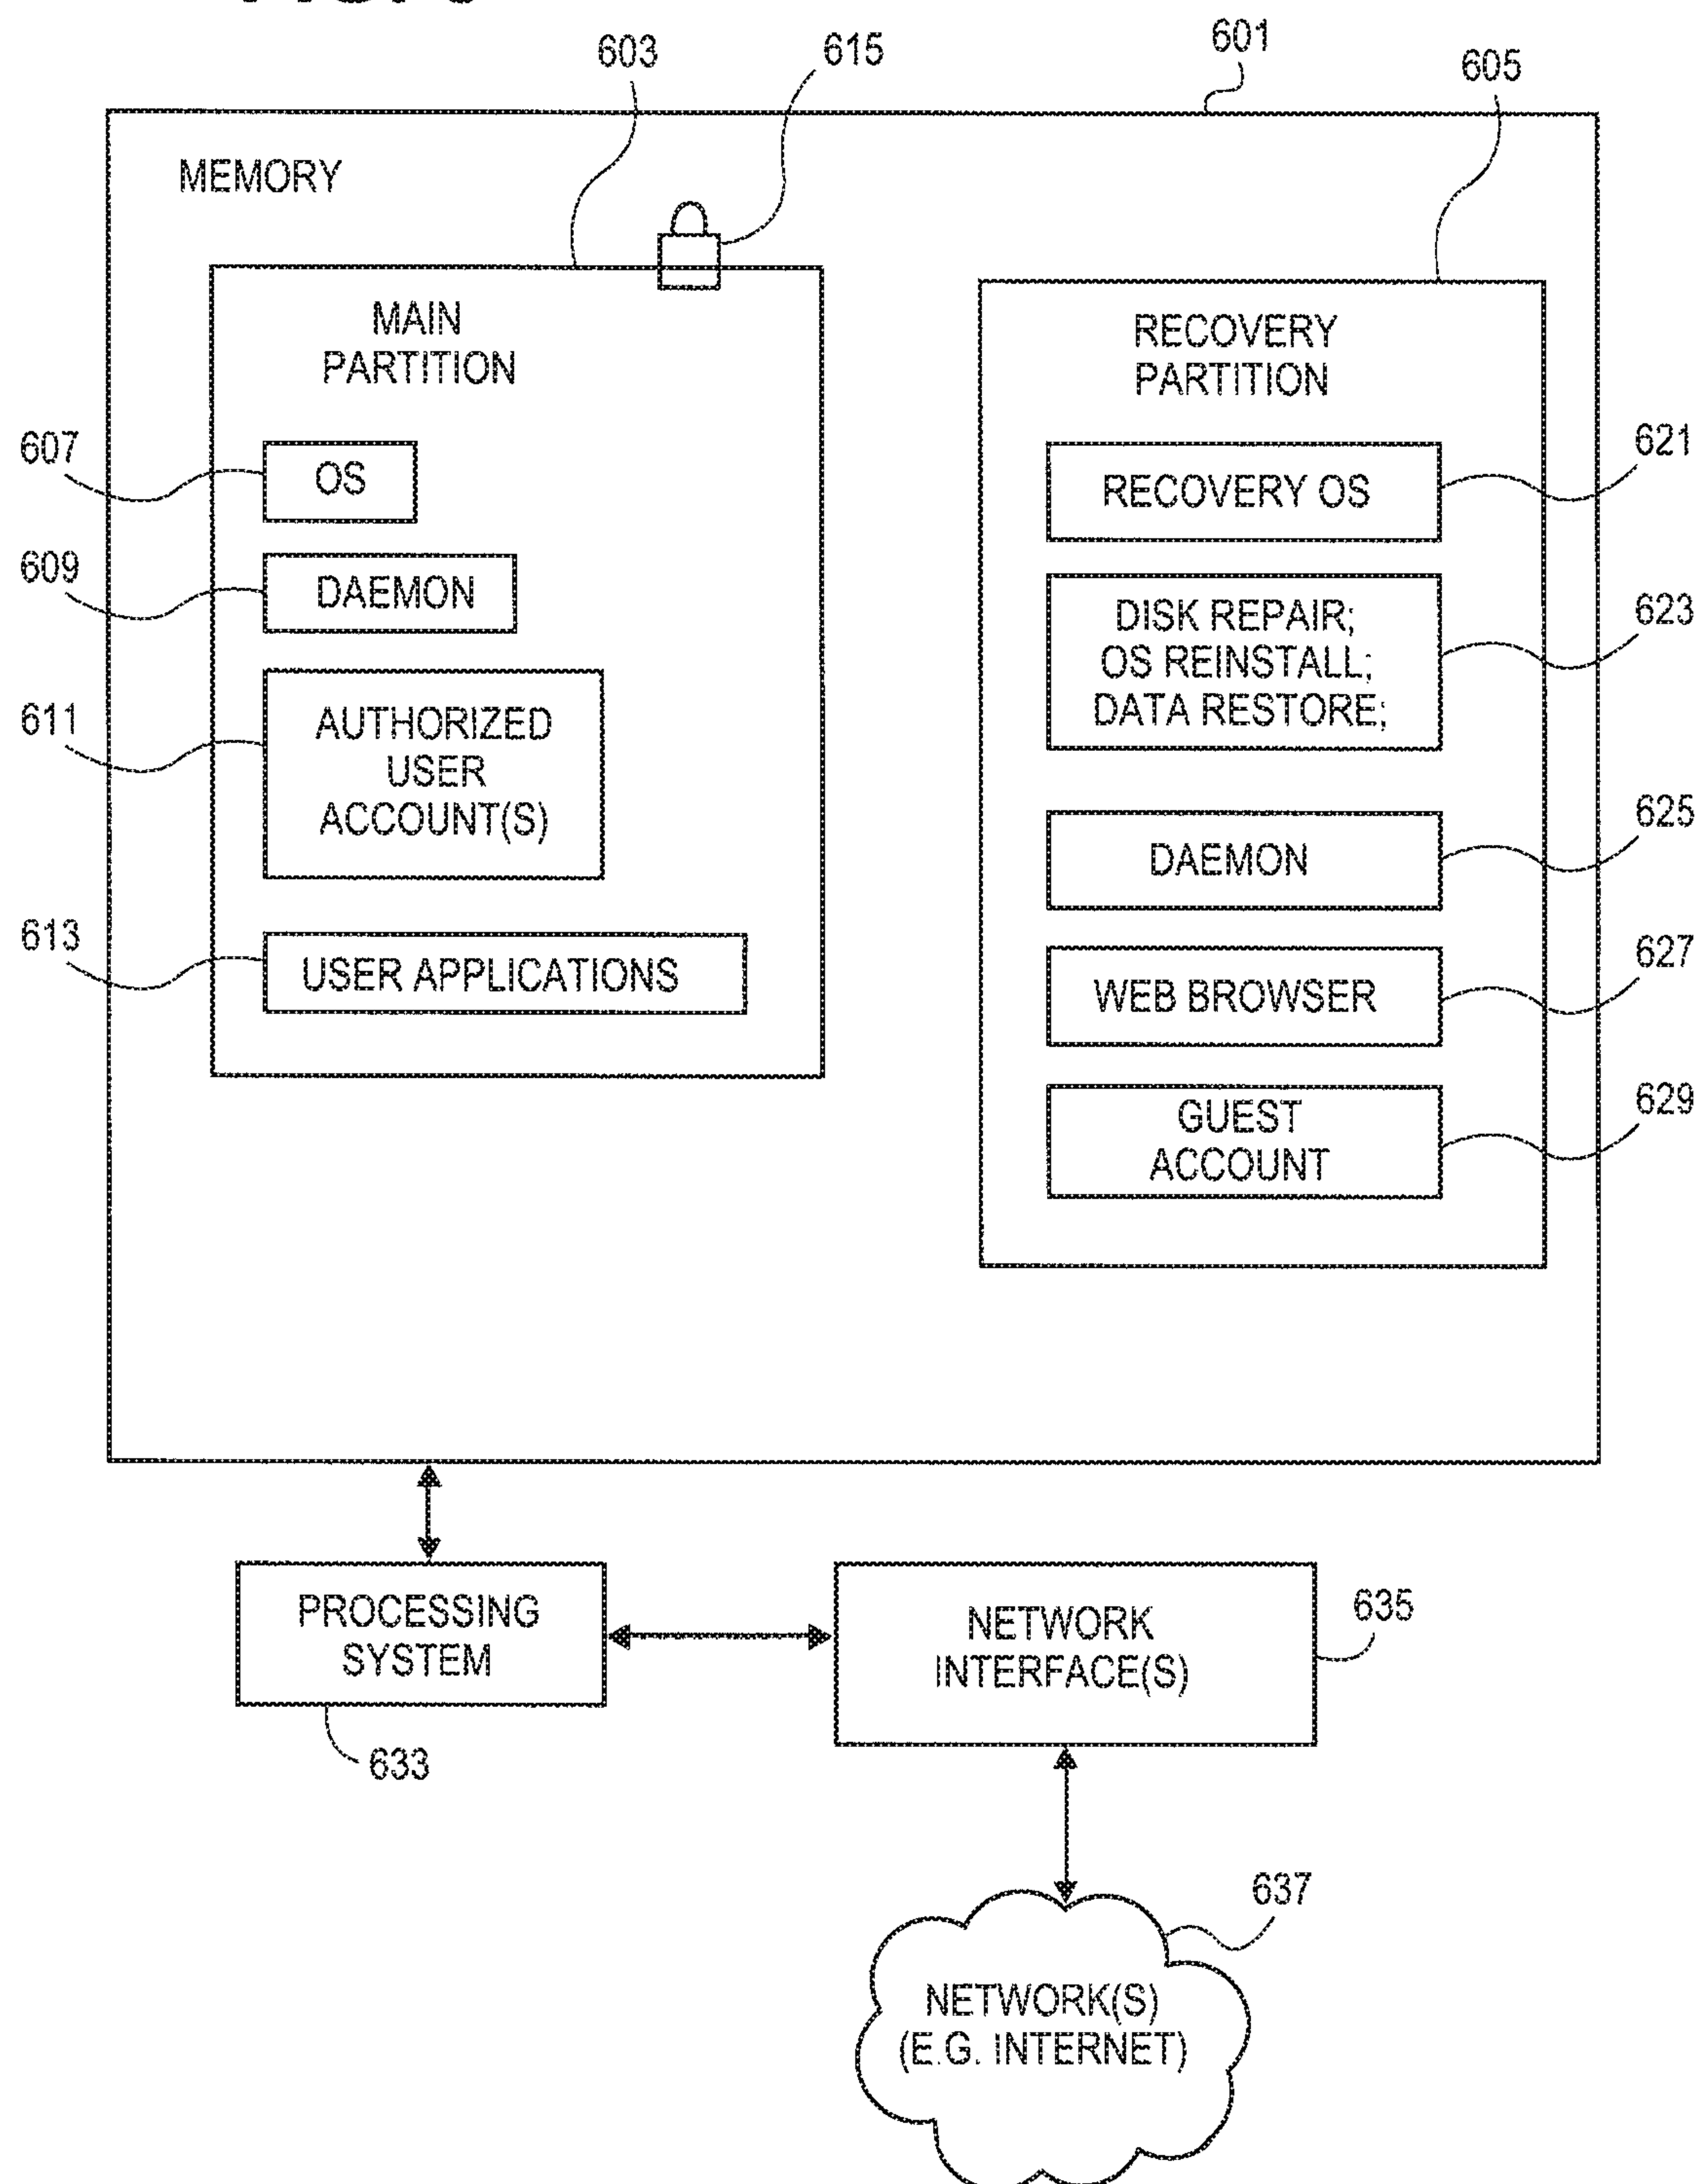 603
615
601
605
MEMORY
MAIN
PARTITION
607
OS
609
DAEMON
611
AUTHORIZED
USER
ACCOUNT(S)
613
USER APPLICATIONS
RECOVERY
PARTITION
RECOVERY OS
621
DISK REPAIR;
OS REINSTALL;
DATA RESTORE;
623
DAEMON
625
WEB BROWSER
627
GUEST
ACCOUNT
629
PROCESSING
SYSTEM
633
NETWORK
INTERFACE(S)
635
637
NETWORK(S)
(E.G. INTERNET)